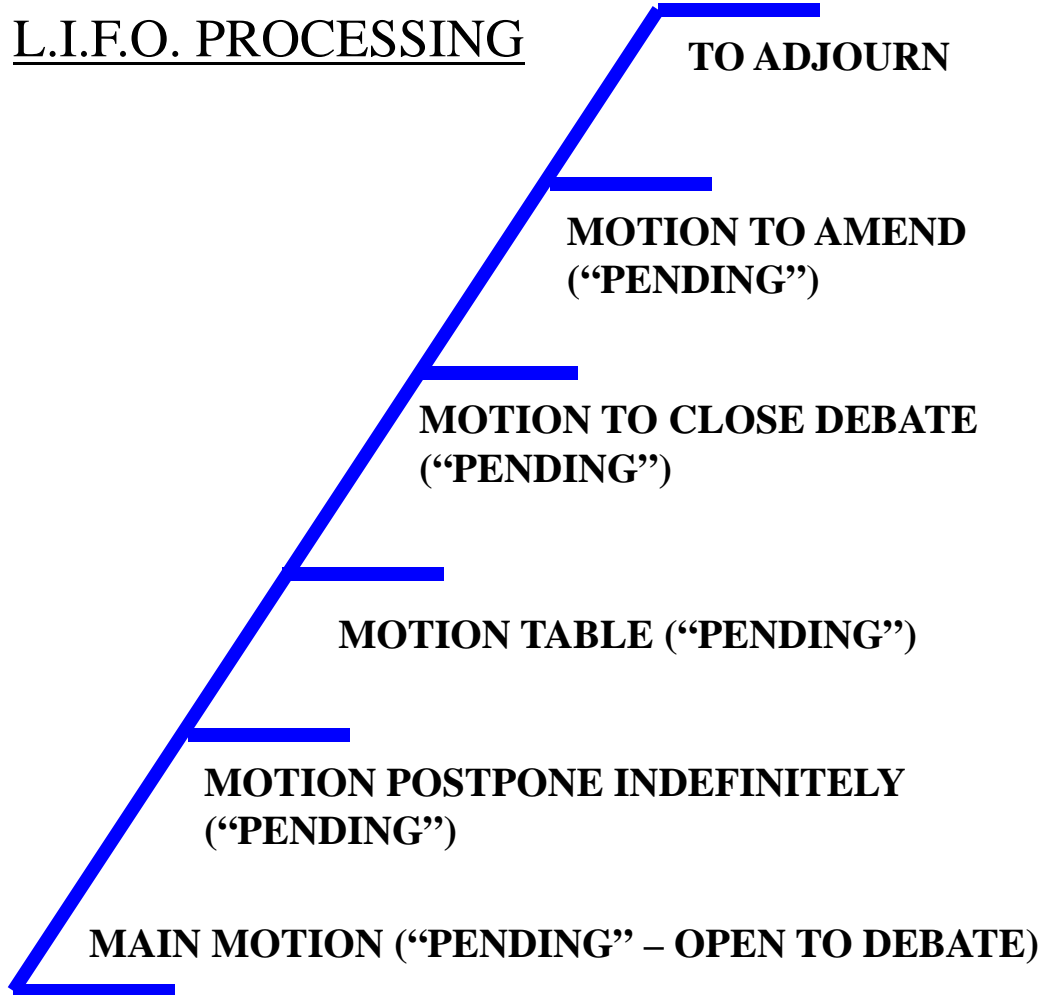 L.I.F.O. PROCESSING
TO ADJOURN
MOTION TO AMEND
(“PENDING”)
MOTION TO CLOSE DEBATE
(“PENDING”)
MOTION TABLE (“PENDING”)
MOTION POSTPONE INDEFINITELY
(“PENDING”)
MAIN MOTION (“PENDING” – OPEN TO DEBATE)